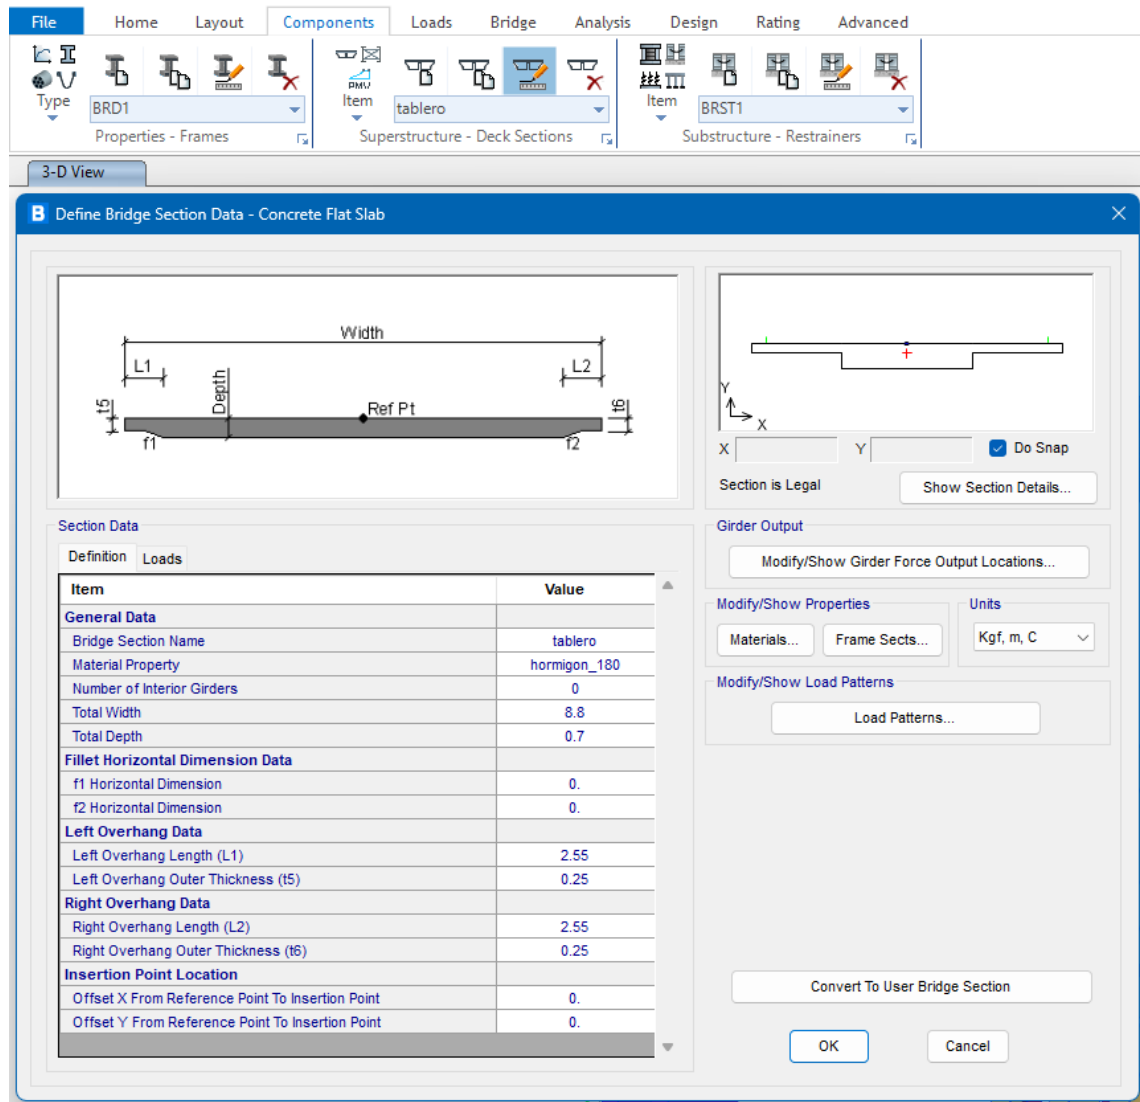 File Home Layout Components Loads Bridge Analysis Design Rating Advanced
PMV
Type Item Item
BRD1 tablero BRST1
Properties - Frames Superstructure - Deck Sections Substructure - Restrainers
3-D View
B Define Bridge Section Data - Concrete Flat Slab
Width
L1 L2
Depth
t5 Ref Pt t6
f1 f2
Y
X
X Y Do Snap
Section is Legal Show Section Details...
Section Data
Definition Loads
Item Value
General Data
Bridge Section Name tablero
Material Property hormigon_180
Number of Interior Girders 0
Total Width 8.8
Total Depth 0.7
Fillet Horizontal Dimension Data
f1 Horizontal Dimension 0.
f2 Horizontal Dimension 0.
Left Overhang Data
Left Overhang Length (L1) 2.55
Left Overhang Outer Thickness (t5) 0.25
Right Overhang Data
Right Overhang Length (L2) 2.55
Right Overhang Outer Thickness (t6) 0.25
Insertion Point Location
Offset X From Reference Point To Insertion Point 0.
Offset Y From Reference Point To Insertion Point 0.
Girder Output
Modify/Show Girder Force Output Locations...
Modify/Show Properties Units
Materials... Frame Sects... Kgf, m, C
Modify/Show Load Patterns
Load Patterns...
Convert To User Bridge Section
OK Cancel